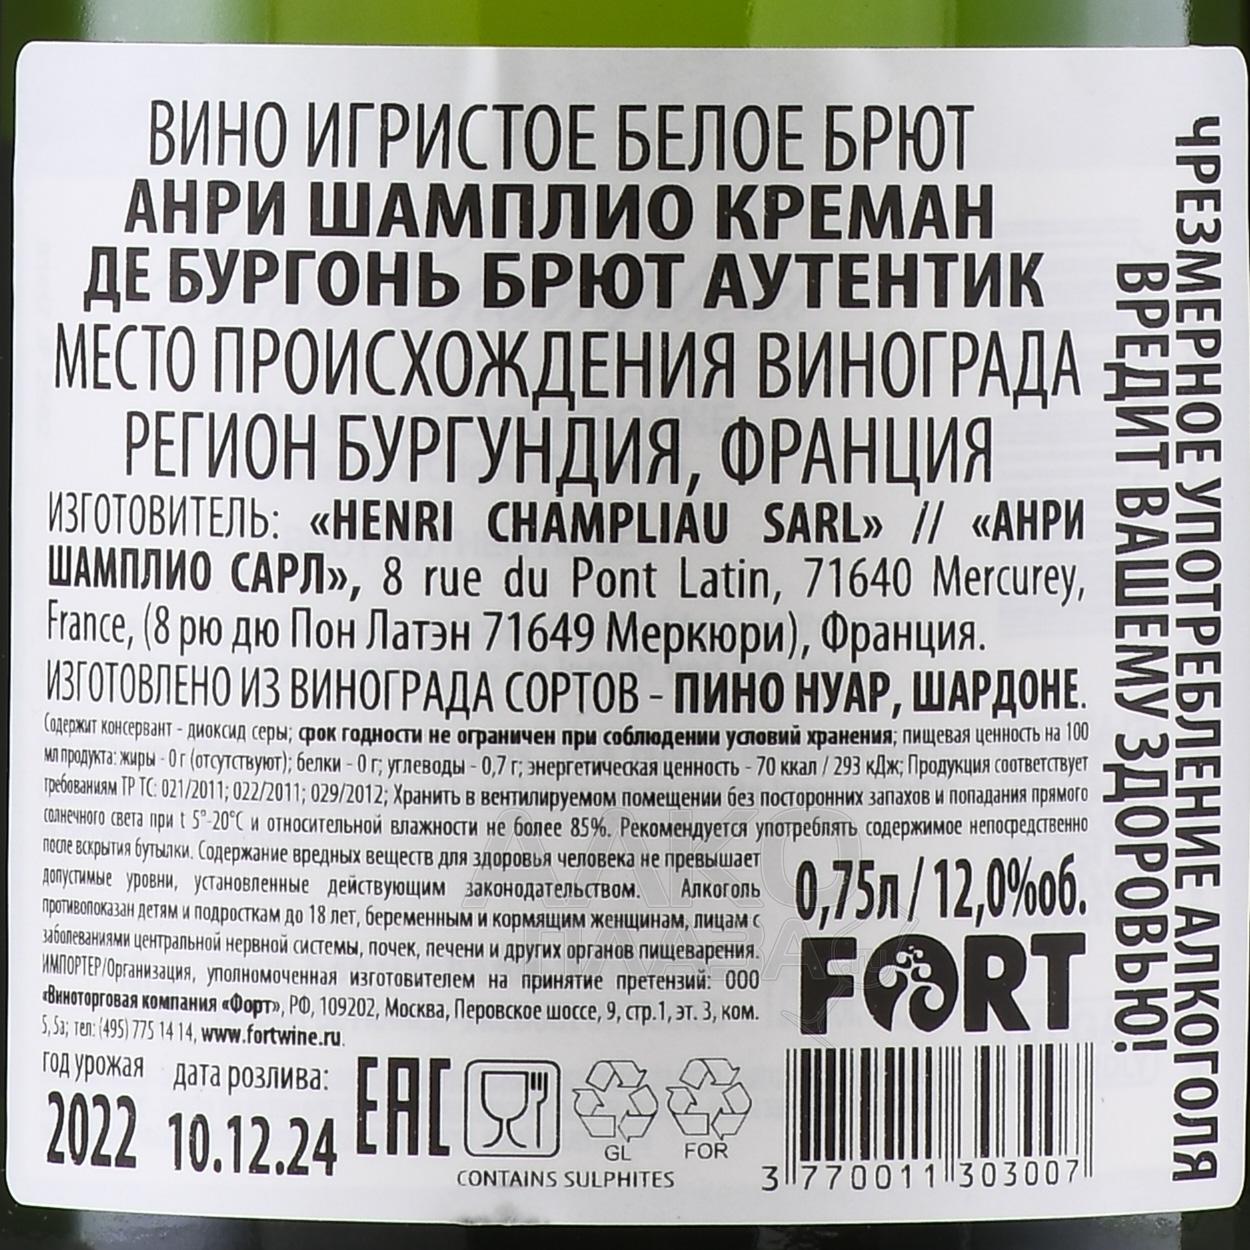 ВИНО ИГРИСТОЕ БЕЛОЕ БРЮТ
АНРИ ШАМПЛИО КРЕМАН
ДЕ БУРГОНЬ БРЮТ АУТЕНТИК
МЕСТО ПРОИСХОЖДЕНИЯ ВИНОГРАДА
РЕГИОН БУРГУНДИЯ, ФРАНЦИЯ
ИЗГОТОВИТЕЛЬ: «HENRI CHAMPLIAU SARL» // «АНРИ
ШАМПЛИО САРЛ», 8 rue du Pont Latin, 71640 Mercurey,
France, (8 рю дю Пон Латэн 71649 Меркюри), Франция.
ИЗГОТОВЛЕНО ИЗ ВИНОГРАДА СОРТОВ - ПИНО НУАР, ШАРДОНЕ.
Содержит консервант - диоксид серы; срок годности не ограничен при соблюдении условий хранения; пищевая ценность на 100
мл продукта: жиры - 0 г (отсутствуют); белки - 0 г; углеводы - 0,7 г; энергетическая ценность - 70 ккал / 293 кДж; Продукция соответствует
требованиям ТР ТС: 021/2011; 022/2011; 029/2012; Хранить в вентилируемом помещении без посторонних запахов и попадания прямого
солнечного света при t 5°-20°С и относительной влажности не более 85%. Рекомендуется употреблять содержимое непосредственно
после вскрытия бутылки. Содержание вредных веществ для здоровья человека не превышает
допустимые уровни, установленные действующим законодательством. Алкоголь
противопоказан детям и подросткам до 18 лет, беременным и кормящим женщинам, лицам с
заболеваниями центральной нервной системы, почек, печени и других органов пищеварения.
ИМПОРТЕР/Организация, уполномоченная изготовителем на принятие претензий: ООО
«Виноторговая компания «Форт», РФ, 109202, Москва, Перовское шоссе, 9, стр.1, эт. 3, ком.
5, 5а; тел: (495) 775 14 14, www.fortwine.ru.
0,75л / 12,0%об.
FORT
год урожая
2022
дата розлива:
10.12.24
EAC
GL
FOR
CONTAINS SULPHITES
3 770011 303007
ЧРЕЗМЕРНОЕ УПОТРЕБЛЕНИЕ АЛКОГОЛЯ
ВРЕДИТ ВАШЕМУ ЗДОРОВЬЮ!